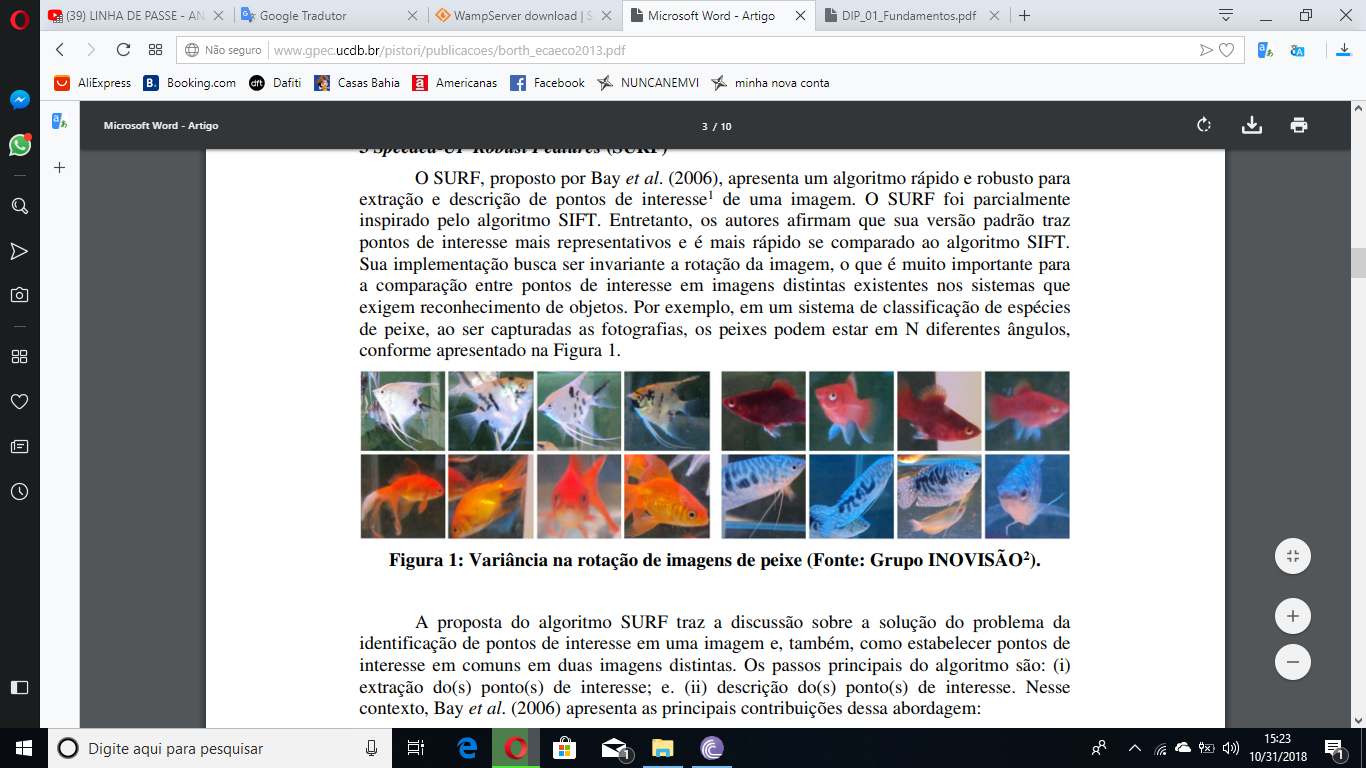 (39) LINHA DE PASSE - AN
Google Tradutor
WampServer download | S
Microsoft Word - Artigo
DIP_01_Fundamentos.pdf
Não seguro
www.gpec.ucdb.br/pistori/publicacoes/borth_ecaeco2013.pdf
AliExpress
B. Booking.com
dft Dafiti
Casas Bahia
a Americanas
Facebook
NUNCANEMVI
minha nova conta
Microsoft Word - Artigo
3 / 10
3 Speeded-UP Robust Features (SURF)
O SURF, proposto por Bay et al. (2006), apresenta um algoritmo rápido e robusto para
extração e descrição de pontos de interesse¹ de uma imagem. O SURF foi parcialmente
inspirado pelo algoritmo SIFT. Entretanto, os autores afirmam que sua versão padrão traz
pontos de interesse mais representativos e é mais rápido se comparado ao algoritmo SIFT.
Sua implementação busca ser invariante a rotação da imagem, o que é muito importante para
a comparação entre pontos de interesse em imagens distintas existentes nos sistemas que
exigem reconhecimento de objetos. Por exemplo, em um sistema de classificação de espécies
de peixe, ao ser capturadas as fotografias, os peixes podem estar em N diferentes ângulos,
conforme apresentado na Figura 1.
Figura 1: Variância na rotação de imagens de peixe (Fonte: Grupo INOVISÃO²).
A proposta do algoritmo SURF traz a discussão sobre a solução do problema da
identificação de pontos de interesse em uma imagem e, também, como estabelecer pontos de
interesse em comuns em duas imagens distintas. Os passos principais do algoritmo são: (i)
extração do(s) ponto(s) de interesse; e. (ii) descrição do(s) ponto(s) de interesse. Nesse
contexto, Bay et al. (2006) apresenta as principais contribuições dessa abordagem:
Digite aqui para pesquisar
1
15:23
10/31/2018
1